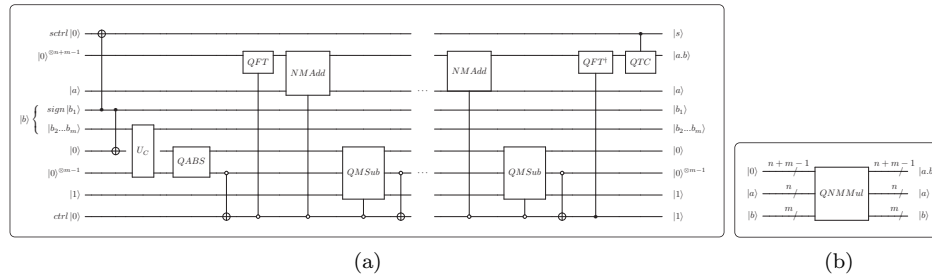 sctrl |0⟩ |s⟩
|0⟩^{⊗n+m−1} QFT NMAdd NMAdd QFT† QTC |a.b⟩
|a⟩ ... |a⟩
|b⟩ { sign |b₁⟩ |b₁⟩
|b₂...bₘ⟩ |b₂...bₘ⟩
|0⟩ U_C QABS |0⟩
|0⟩^{⊗m−1} QMSub ... QMSub |0⟩^{⊗m−1}
|1⟩ |1⟩
ctrl |0⟩ |1⟩
(a)
n+m−1 n+m−1
|0⟩ |a.b⟩
n n
|a⟩ QNMMul |a⟩
m m
|b⟩ |b⟩
(b)